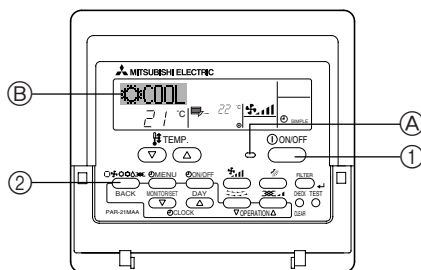 MITSUBISHI ELECTRIC
B
COOL
21 °C
22 °C
SIMPLE
TEMP.
A
ON/OFF
1
2
MENU
ON/OFF
FILTER
BACK
MONITOR/SET
DAY
CHECK TEST
PAR-21MAA
CLOCK
OPERATION
CLEAR